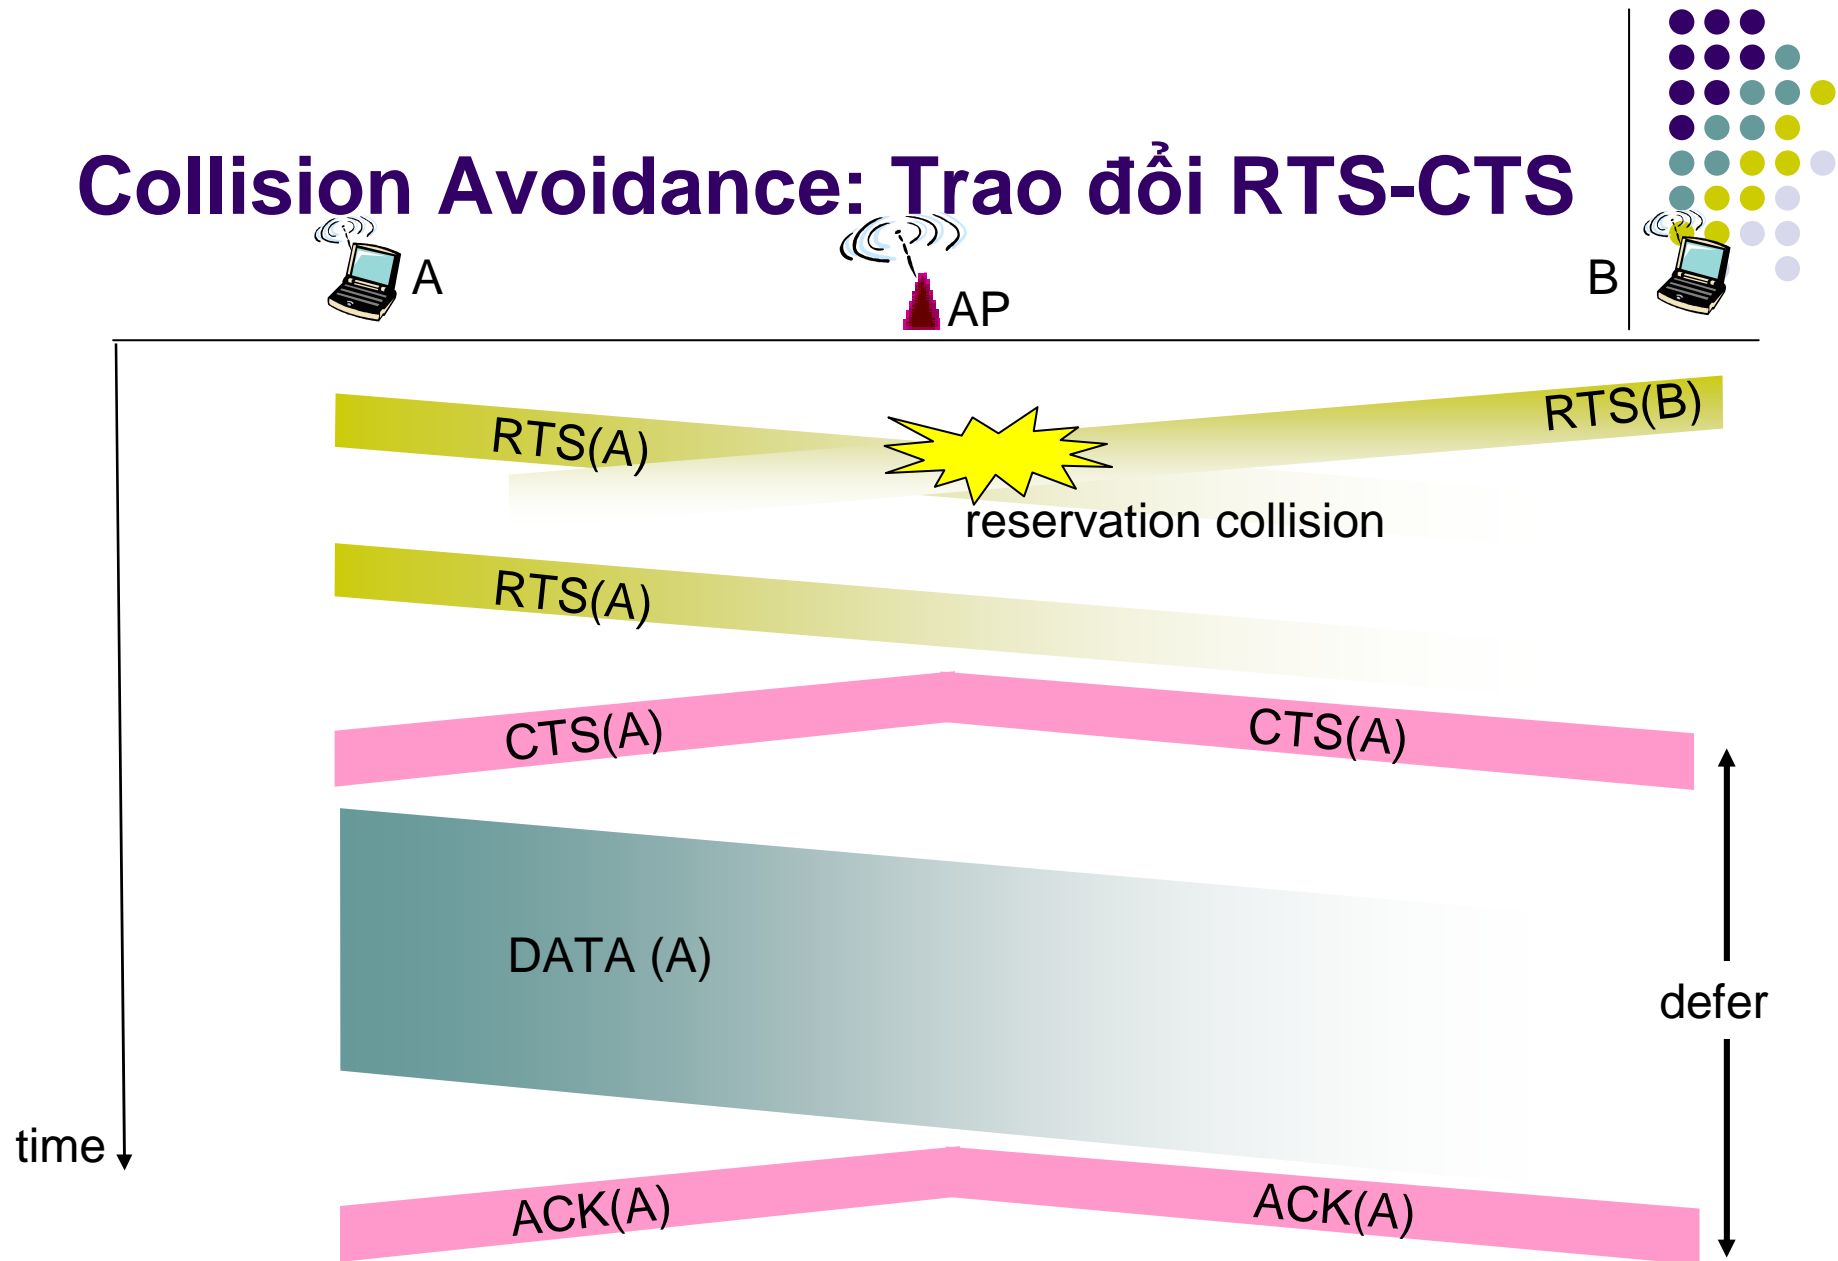 Collision Avoidance: Trao đổi RTS-CTS
A
AP
B
RTS(A)
RTS(B)
reservation collision
RTS(A)
CTS(A)
CTS(A)
DATA (A)
defer
time
ACK(A)
ACK(A)